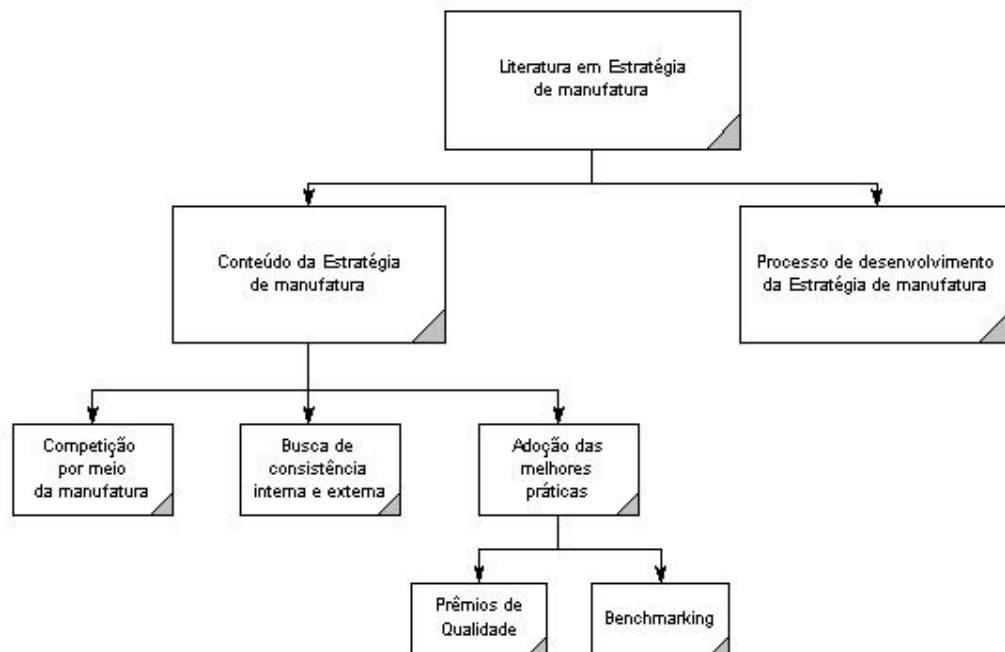 Literatura em Estratégia
de manufatura
Conteúdo da Estratégia
de manufatura
Processo de desenvolvimento
da Estratégia de manufatura
Competição
por meio
da manufatura
Busca de
consistência
interna e externa
Adoção das
melhores
práticas
Prêmios de
Qualidade
Benchmarking